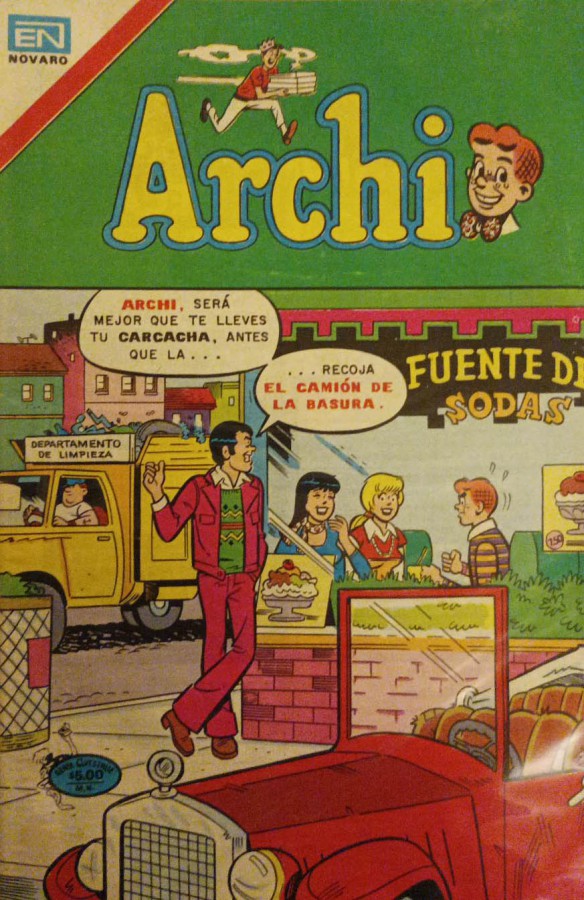 EN
NOVARO
Archi
ARCHI, SERÁ
MEJOR QUE TE LLEVES
TU CARCACHA, ANTES
QUE LA . . .
. . . RECOJA
EL CAMIÓN DE
LA BASURA.
FUENTE DE
SODAS
DEPARTAMENTO
DE LIMPIEZA
750
$5.00
M.N.